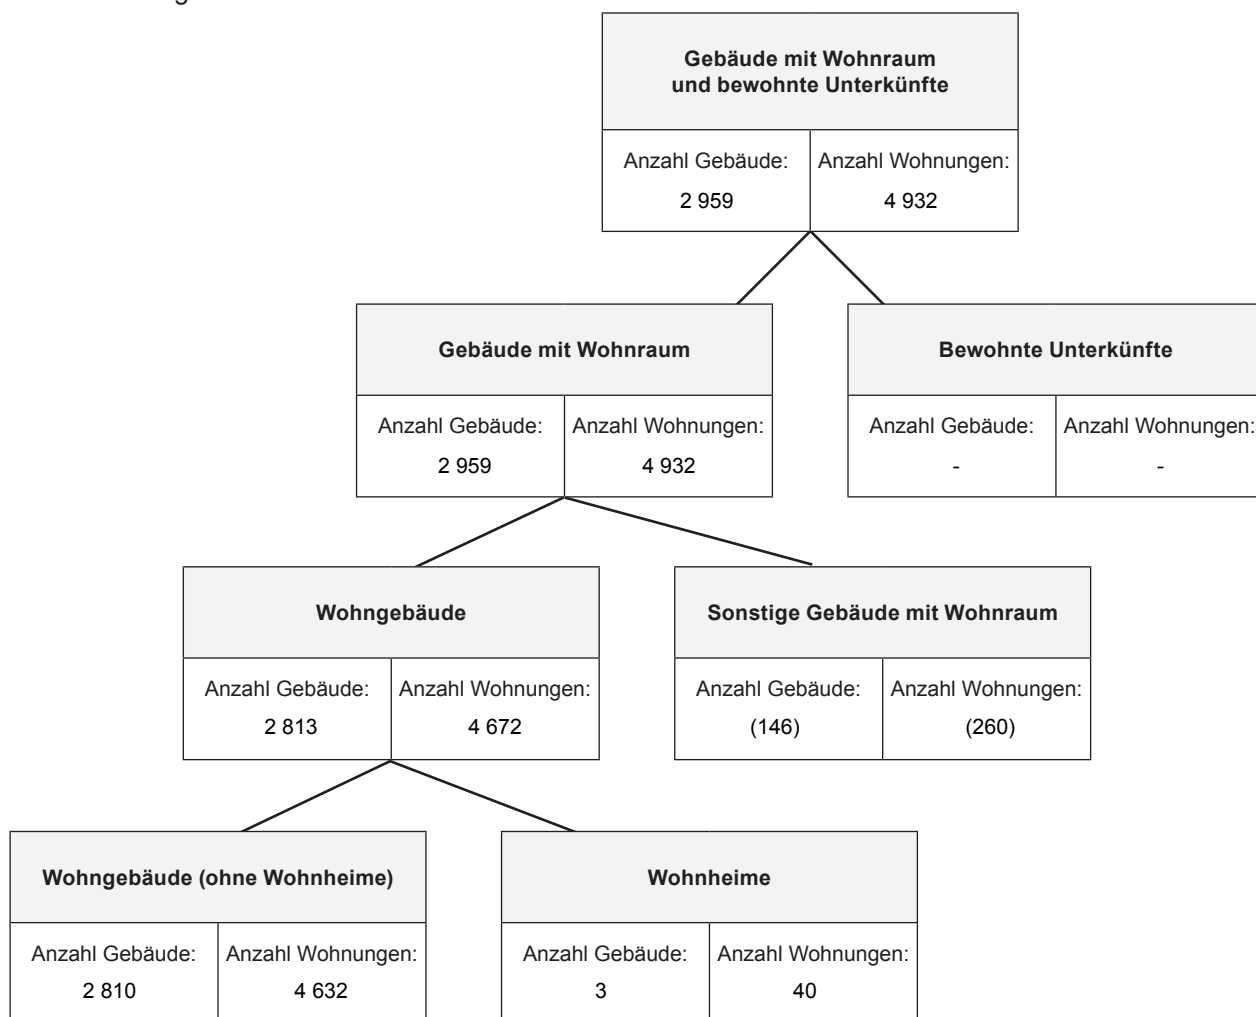 Gebäude mit Wohnraum
und bewohnte Unterkünfte
Anzahl Gebäude: Anzahl Wohnungen:
2 959 4 932
Gebäude mit Wohnraum Bewohnte Unterkünfte
Anzahl Gebäude: Anzahl Wohnungen: Anzahl Gebäude: Anzahl Wohnungen:
2 959 4 932 - -
Wohngebäude Sonstige Gebäude mit Wohnraum
Anzahl Gebäude: Anzahl Wohnungen: Anzahl Gebäude: Anzahl Wohnungen:
2 813 4 672 (146) (260)
Wohngebäude (ohne Wohnheime) Wohnheime
Anzahl Gebäude: Anzahl Wohnungen: Anzahl Gebäude: Anzahl Wohnungen:
2 810 4 632 3 40